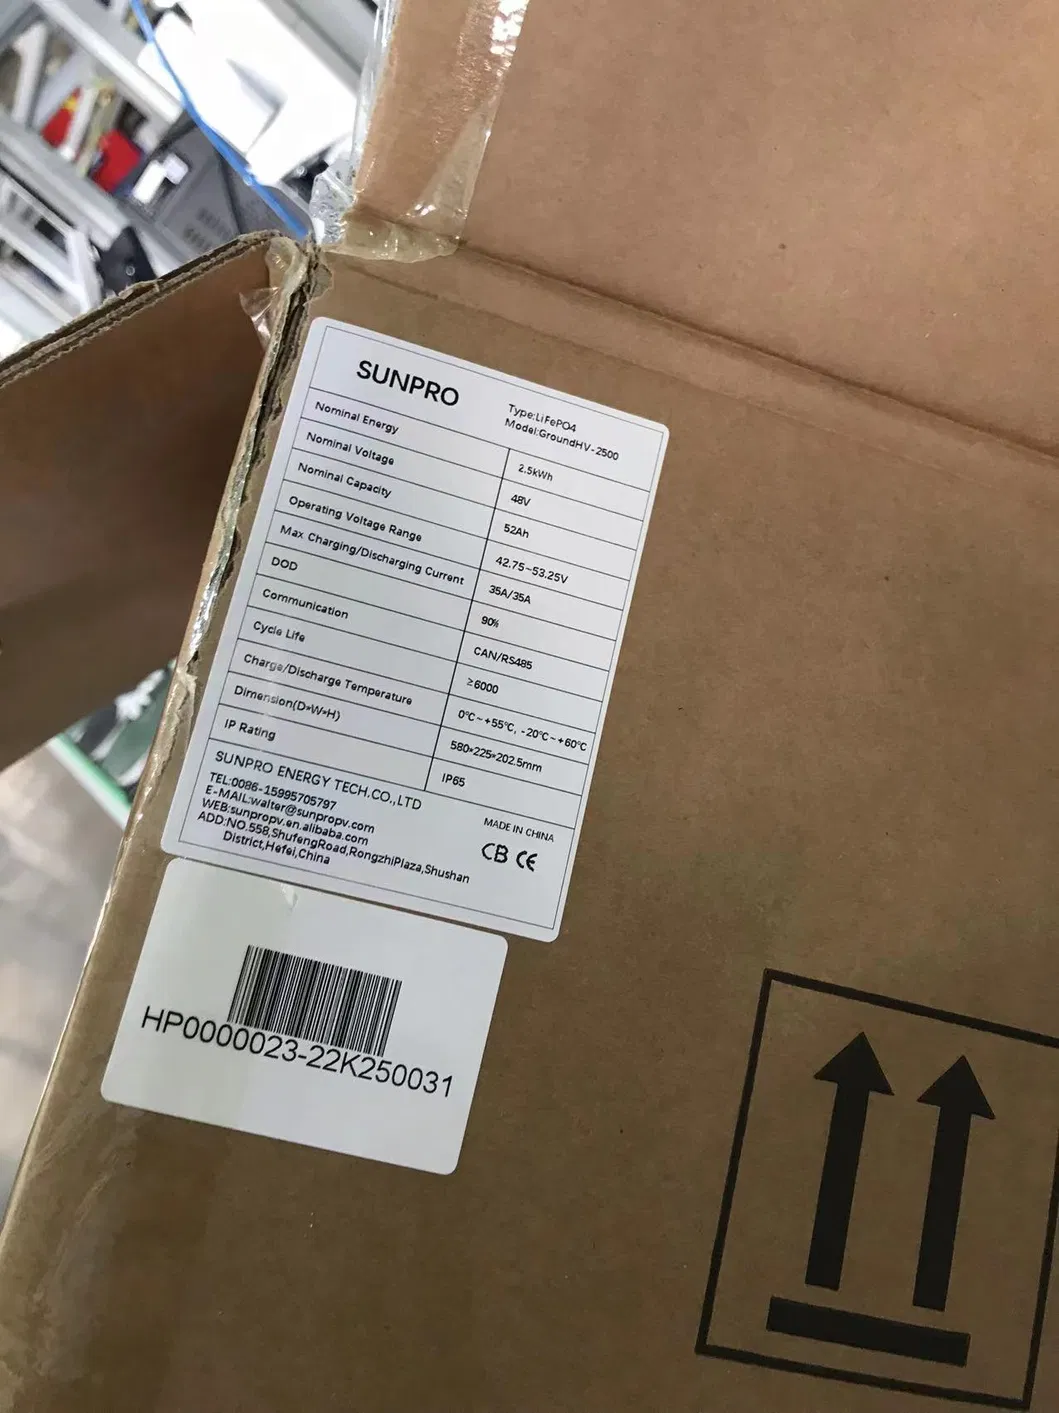 SUNPRO
Type:LiFePO4
Model:GroundHV-2500
Nominal Energy 2.5kWh
Nominal Voltage 48V
Nominal Capacity 52Ah
Operating Voltage Range 42.75~53.25V
Max Charging/Discharging Current 35A/35A
DOD 90%
Communication CAN/RS485
Cycle Life ≥6000
Charge/Discharge Temperature 0℃~+55℃, -20℃~+60℃
Dimension(D*W*H) 580*225*202.5mm
IP Rating IP65
SUNPRO ENERGY TECH.CO.,LTD
TEL:0086-15995705797
E-MAIL:walter@sunpropv.com
WEB:sunpropv.en.alibaba.com
ADD:NO.558,ShufengRoad,RongzhiPlaza,Shushan
District,Hefei,China
MADE IN CHINA
CB CE
HP0000023-22K250031